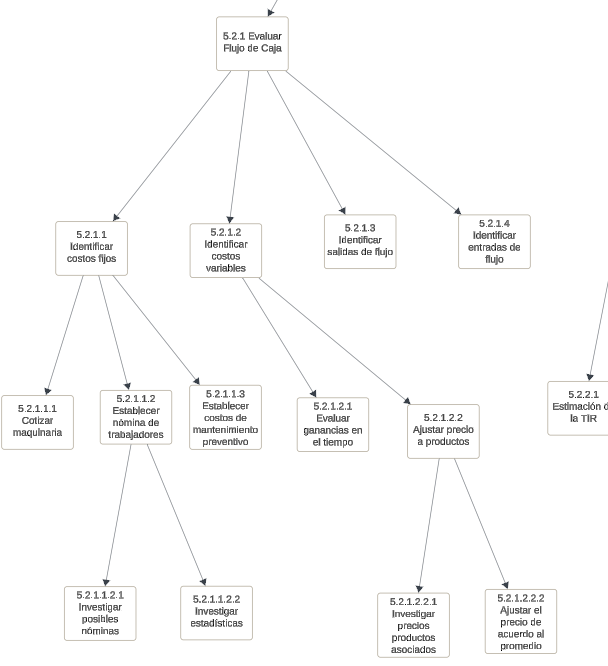 5.2.1 Evaluar
Flujo de Caja
5.2.1.1
Identificar
costos fijos
5.2.1.2
Identificar
costos
variables
5.2.1.3
Identificar
salidas de flujo
5.2.1.4
Identificar
entradas de
flujo
5.2.1.1.1
Cotizar
maquinaria
5.2.1.1.2
Establecer
nómina de
trabajadores
5.2.1.1.3
Establecer
costos de
mantenimiento
preventivo
5.2.1.2.1
Evaluar
ganancias en
el tiempo
5.2.1.2.2
Ajustar precio
a productos
5.2.2.1
Estimación d
la TIR
5.2.1.1.2.1
Investigar
posibles
nóminas
5.2.1.1.2.2
Investigar
estadísticas
5.2.1.2.2.1
Investigar
precios
productos
asociados
5.2.1.2.2.2
Ajustar el
precio de
acuerdo al
promedio